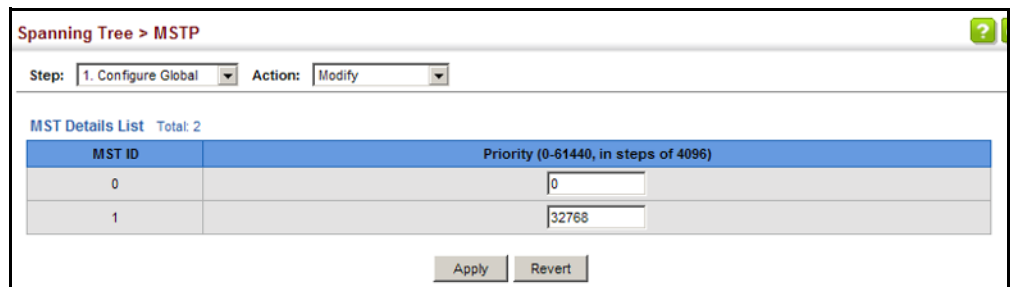 Spanning Tree > MSTP
?
Step: 1. Configure Global Action: Modify
MST Details List Total: 2
MST ID Priority (0-61440, in steps of 4096)
0 0
1 32768
Apply Revert